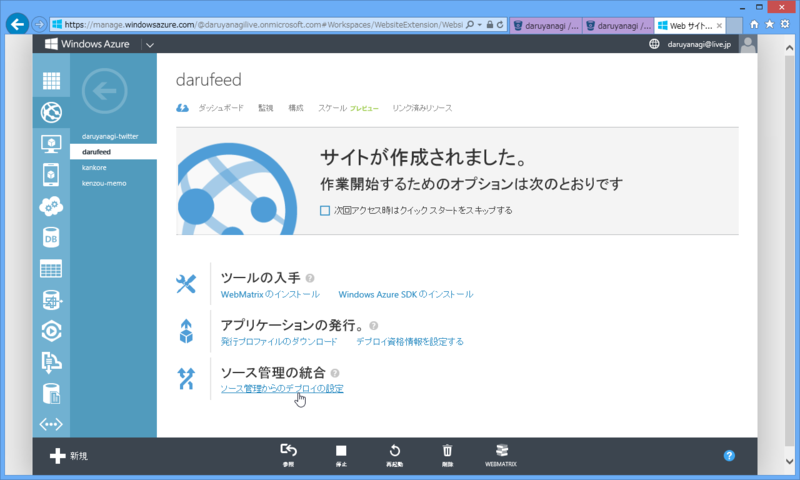 https://manage.windowsazure.com/@daruyanagilive.onmicrosoft.com#Workspaces/WebsiteExtension/Websi
daruyanagi /...
daruyanagi /...
Web サイト...
Windows Azure
daruyanagi@live.jp
daruyanagi-twitter
darufeed
kankore
kenzou-memo
darufeed
ダッシュボード 監視 構成 スケール プレビュー リンク済みリソース
サイトが作成されました。
作業開始するためのオプションは次のとおりです
次回アクセス時はクイック スタートをスキップする
ツールの入手 ?
WebMatrix のインストール Windows Azure SDK のインストール
アプリケーションの発行。 ?
発行プロファイルのダウンロード デプロイ資格情報を設定する
ソース管理の統合 ?
ソース管理からのデプロイの設定
DB
新規
参照 停止 再起動 削除 WEBMATRIX
?